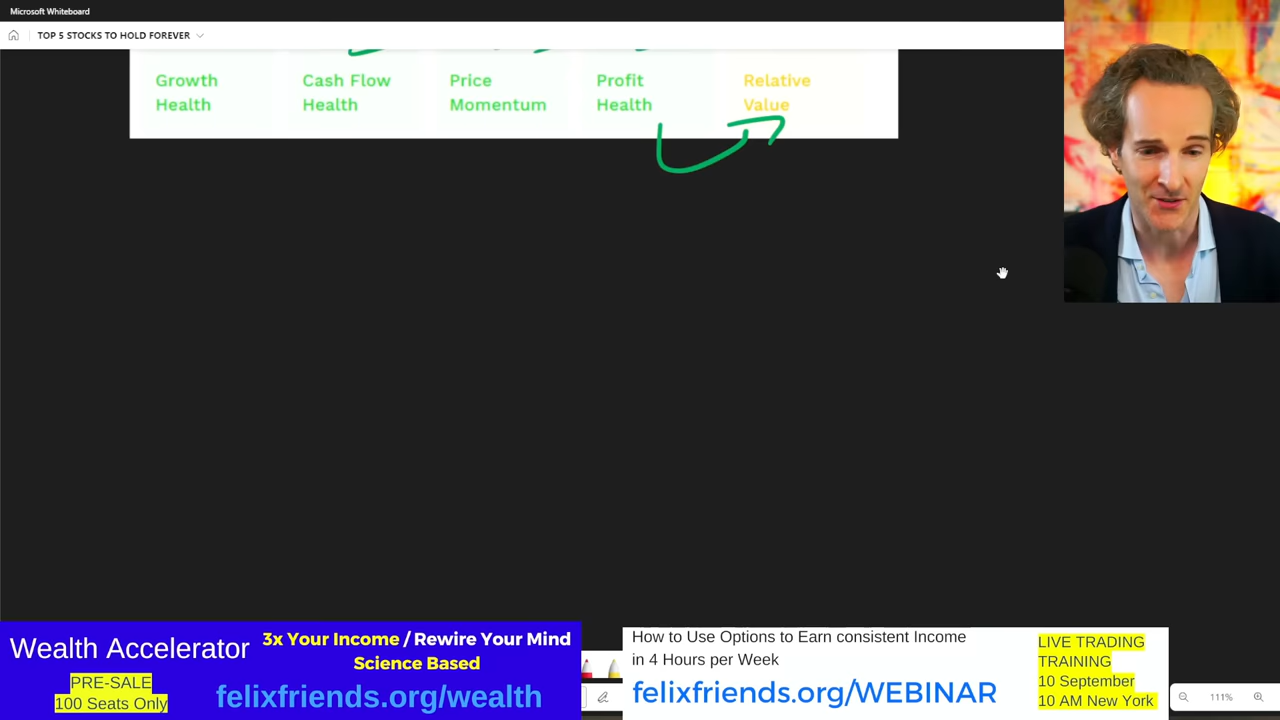 Microsoft Whiteboard
TOP 5 STOCKS TO HOLD FOREVER
Growth
Health
Cash Flow
Health
Price
Momentum
Profit
Health
Relative
Value
Wealth Accelerator
PRE-SALE
100 Seats Only
3x Your Income / Rewire Your Mind
Science Based
felixfriends.org/wealth
How to Use Options to Earn consistent Income
in 4 Hours per Week
felixfriends.org/WEBINAR
LIVE TRADING
TRAINING
10 September
10 AM New York
111%